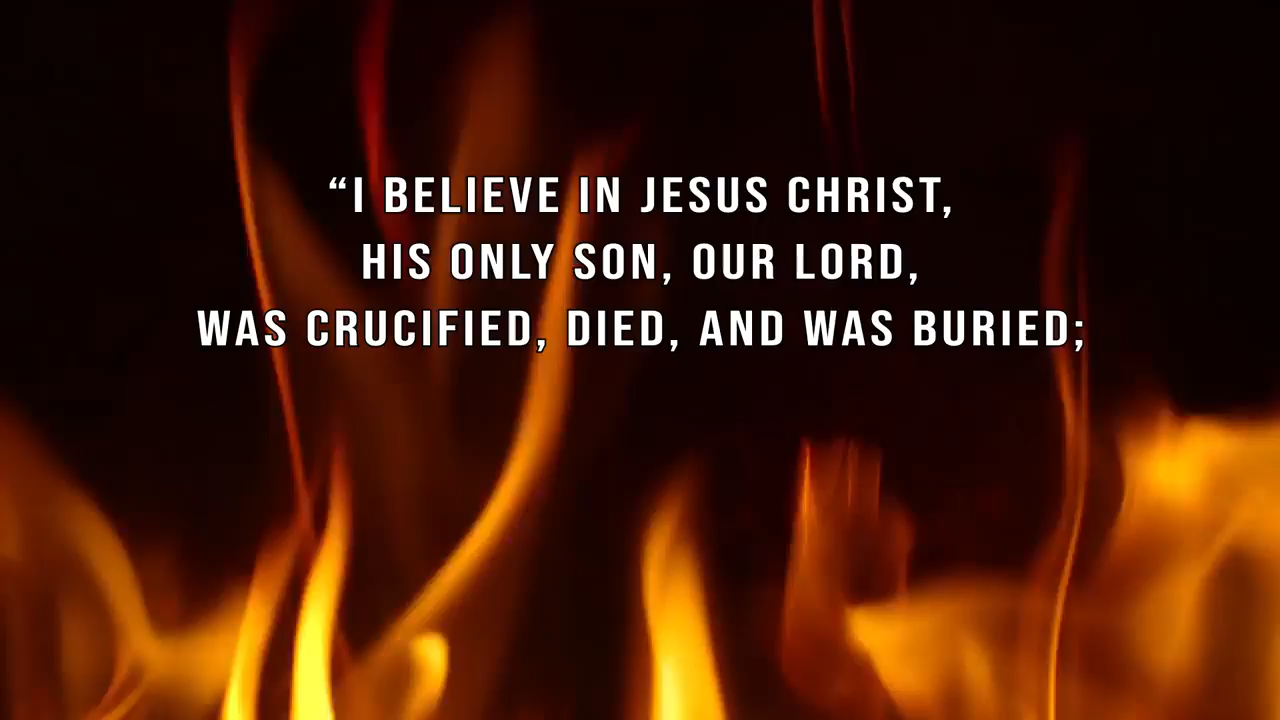 “I BELIEVE IN JESUS CHRIST,
HIS ONLY SON, OUR LORD,
WAS CRUCIFIED, DIED, AND WAS BURIED;